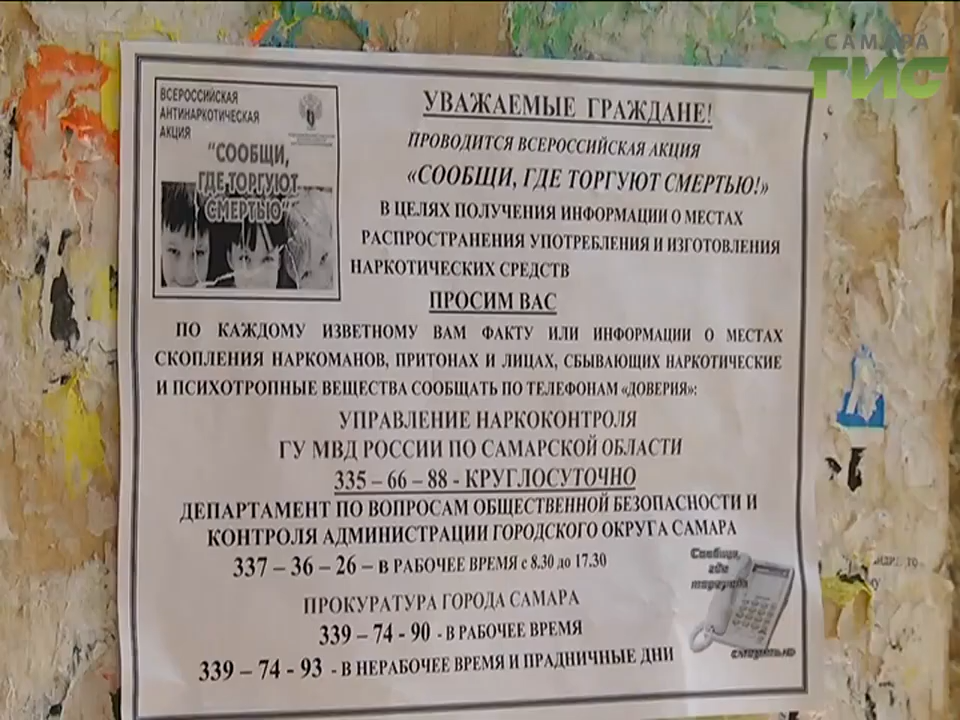 САМАРА
ГИС
ВСЕРОССИЙСКАЯ
АНТИНАРКОТИЧЕСКАЯ
АКЦИЯ
"СООБЩИ,
ГДЕ ТОРГУЮТ
СМЕРТЬЮ"
УВАЖАЕМЫЕ ГРАЖДАНЕ!
ПРОВОДИТСЯ ВСЕРОССИЙСКАЯ АКЦИЯ
«СООБЩИ, ГДЕ ТОРГУЮТ СМЕРТЬЮ!»
В ЦЕЛЯХ ПОЛУЧЕНИЯ ИНФОРМАЦИИ О МЕСТАХ
РАСПРОСТРАНЕНИЯ УПОТРЕБЛЕНИЯ И ИЗГОТОВЛЕНИЯ
НАРКОТИЧЕСКИХ СРЕДСТВ
ПРОСИМ ВАС
ПО КАЖДОМУ ИЗВЕТНОМУ ВАМ ФАКТУ ИЛИ ИНФОРМАЦИИ О МЕСТАХ
СКОПЛЕНИЯ НАРКОМАНОВ, ПРИТОНАХ И ЛИЦАХ, СБЫВАЮЩИХ НАРКОТИЧЕСКИЕ
И ПСИХОТРОПНЫЕ ВЕЩЕСТВА СООБЩАТЬ ПО ТЕЛЕФОНАМ «ДОВЕРИЯ»:
УПРАВЛЕНИЕ НАРКОКОНТРОЛЯ
ГУ МВД РОССИИ ПО САМАРСКОЙ ОБЛАСТИ
335 – 66 – 88 - КРУГЛОСУТОЧНО
ДЕПАРТАМЕНТ ПО ВОПРОСАМ ОБЩЕСТВЕННОЙ БЕЗОПАСНОСТИ И
КОНТРОЛЯ АДМИНИСТРАЦИИ ГОРОДСКОГО ОКРУГА САМАРА
337 – 36 – 26 – в РАБОЧЕЕ ВРЕМЯ с 8.30 до 17.30
ПРОКУРАТУРА ГОРОДА САМАРА
339 – 74 - 90 - В РАБОЧЕЕ ВРЕМЯ
339 – 74 - 93 - В НЕРАБОЧЕЕ ВРЕМЯ И ПРАДНИЧНЫЕ ДНИ
Сообщи,
где
торгуют
смертью